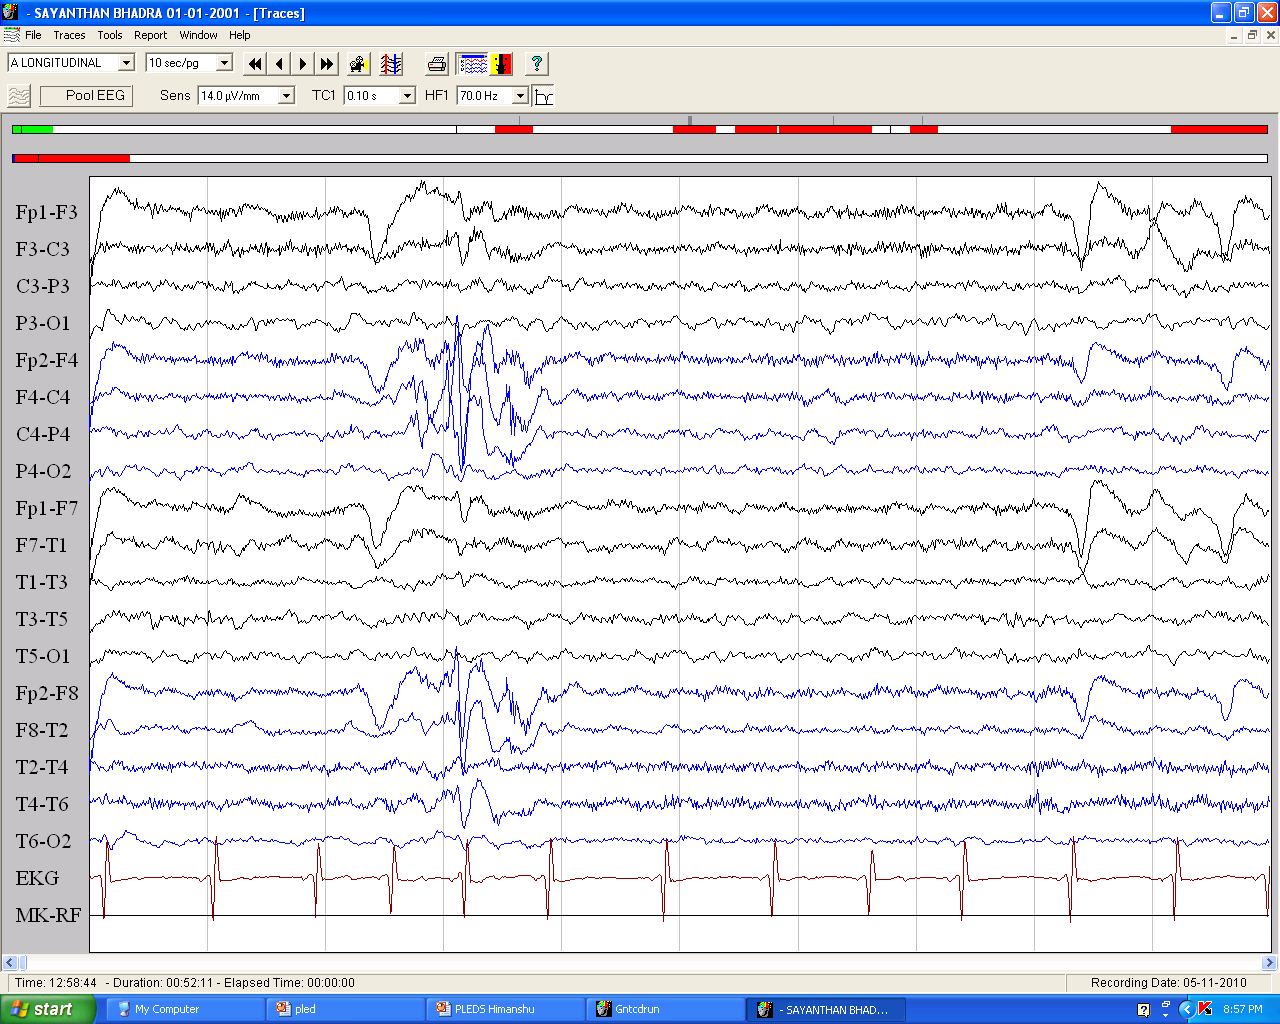 - SAYANTHAN BHADRA 01-01-2001 - [Traces]
File Traces Tools Report Window Help
A LONGITUDINAL 10 sec/pg
Pool EEG Sens 14.0 µV/mm TC1 0.10 s HF1 70.0 Hz
Fp1-F3
F3-C3
C3-P3
P3-O1
Fp2-F4
F4-C4
C4-P4
P4-O2
Fp1-F7
F7-T1
T1-T3
T3-T5
T5-O1
Fp2-F8
F8-T2
T2-T4
T4-T6
T6-O2
EKG
MK-RF
Time: 12:58:44 - Duration: 00:52:11 - Elapsed Time: 00:00:00 Recording Date: 05-11-2010
start My Computer pled PLEDS Himanshu Gntcdrun - SAYANTHAN BHAD... 8:57 PM